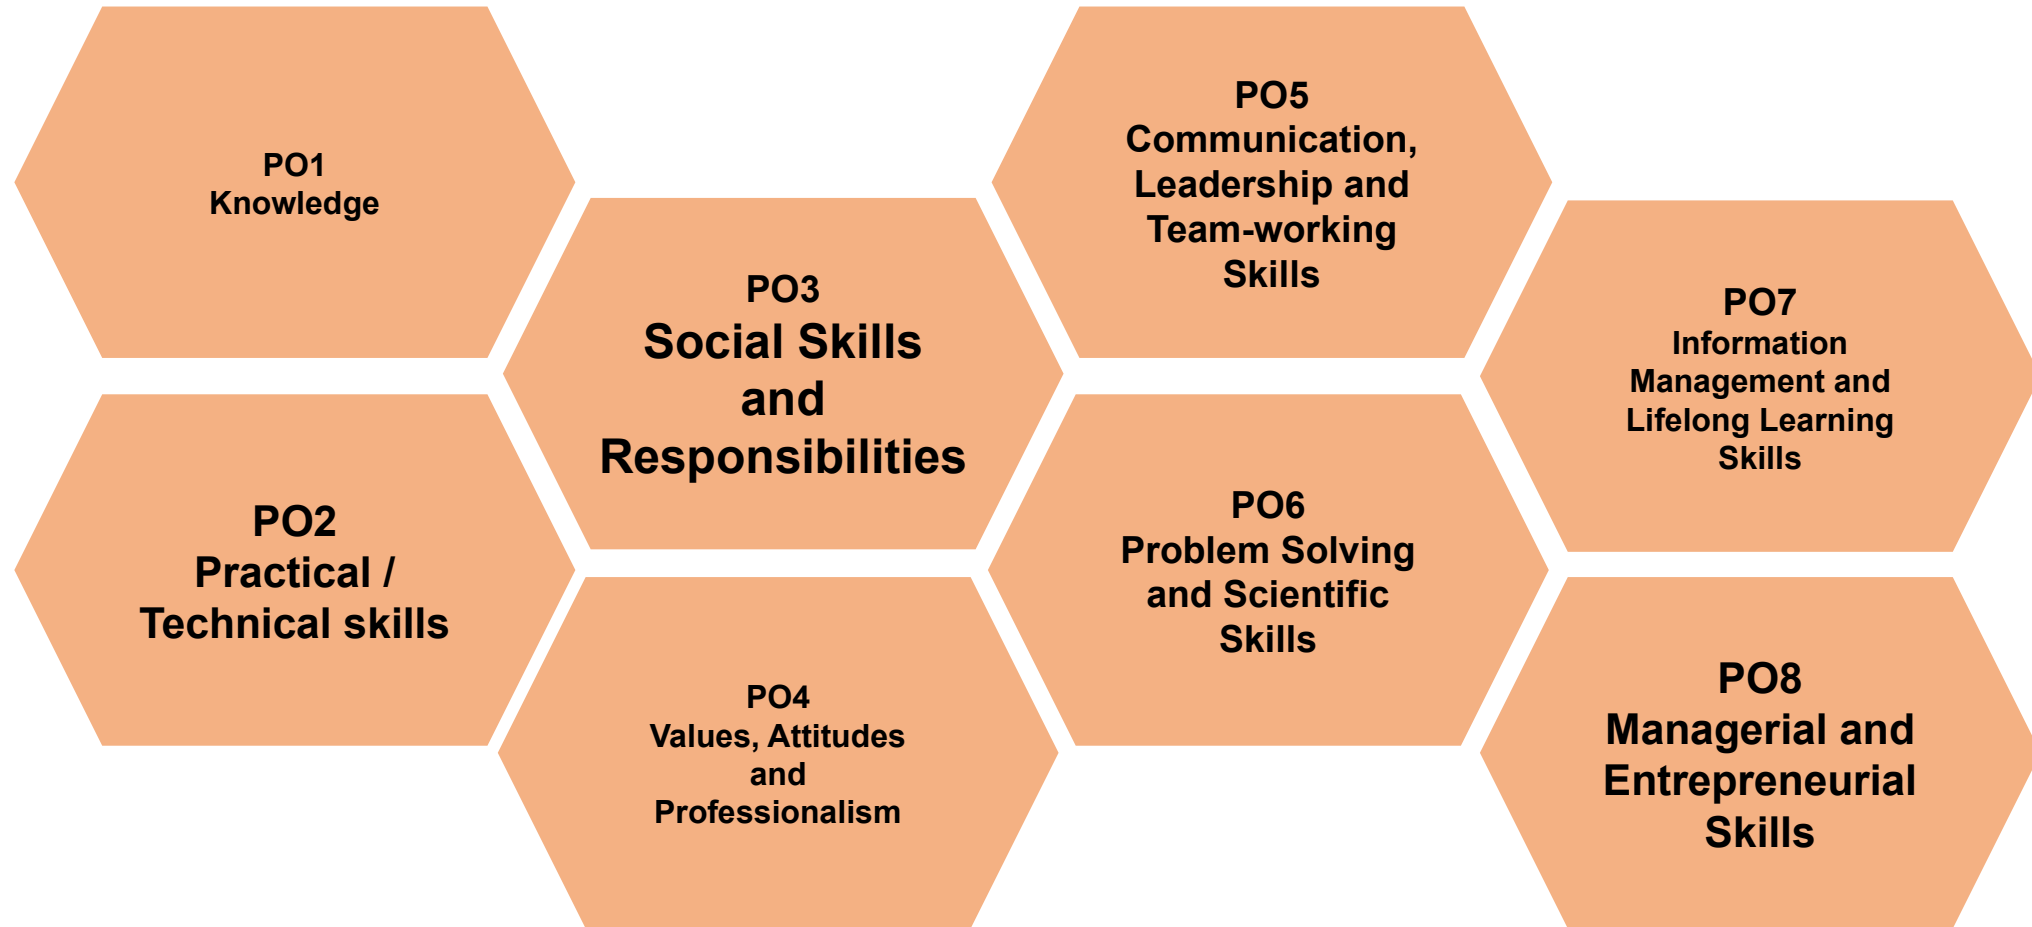 PO1
Knowledge
PO2
Practical /
Technical skills
PO3
Social Skills
and
Responsibilities
PO4
Values, Attitudes
and
Professionalism
PO5
Communication,
Leadership and
Team-working
Skills
PO6
Problem Solving
and Scientific
Skills
PO7
Information
Management and
Lifelong Learning
Skills
PO8
Managerial and
Entrepreneurial
Skills